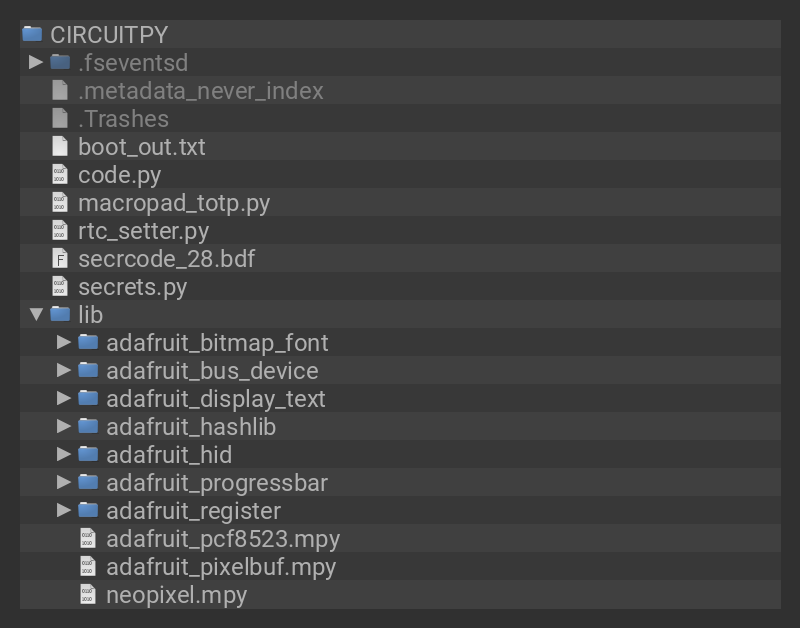 CIRCUITPY
.fseventsd
.metadata_never_index
.Trashes
boot_out.txt
code.py
macropad_totp.py
rtc_setter.py
secrcode_28.bdf
secrets.py
lib
adafruit_bitmap_font
adafruit_bus_device
adafruit_display_text
adafruit_hashlib
adafruit_hid
adafruit_progressbar
adafruit_register
adafruit_pcf8523.mpy
adafruit_pixelbuf.mpy
neopixel.mpy